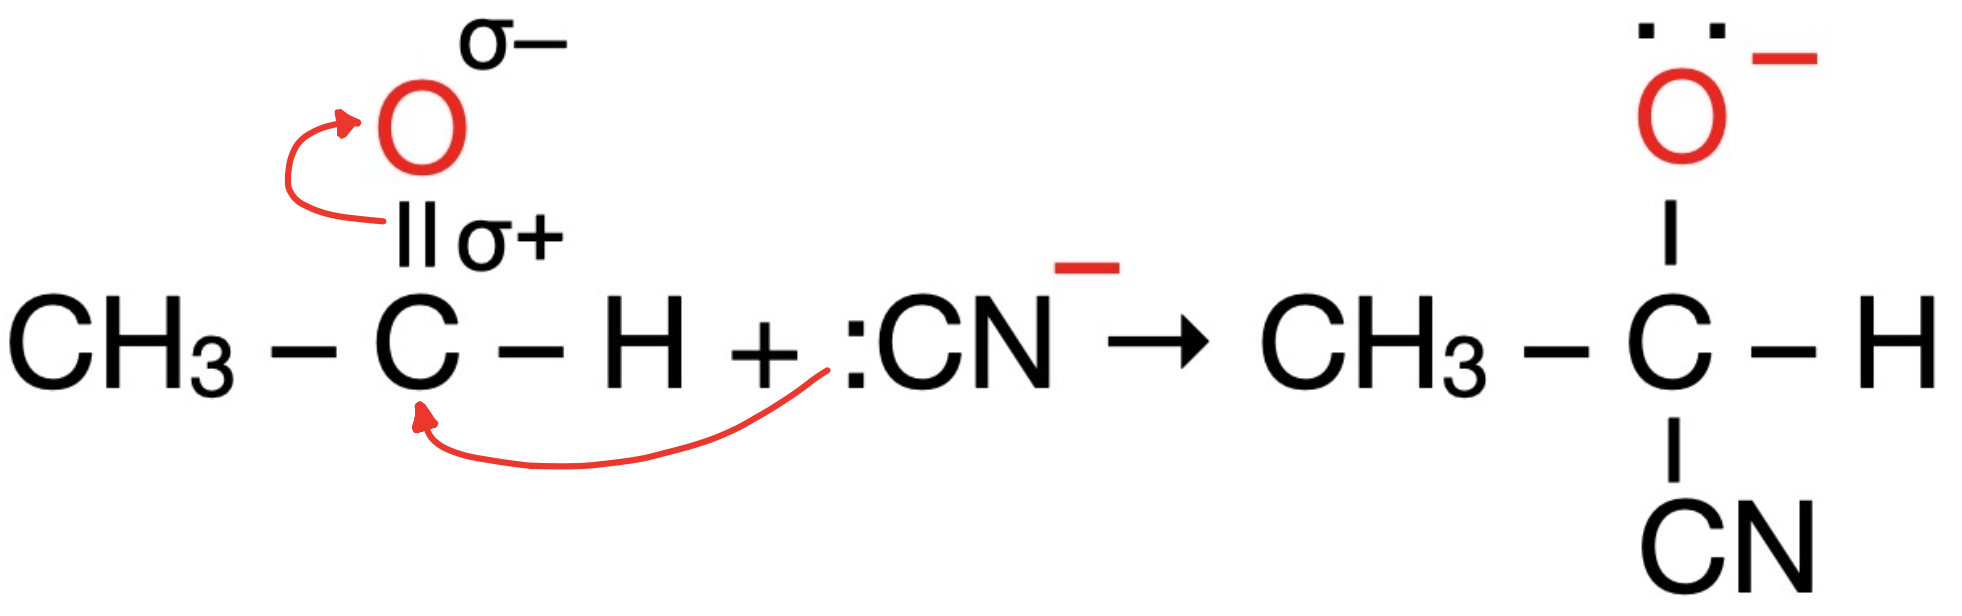 σ–
O
σ+
CH₃ – C – H + :CN⁻ → CH₃ – C – H
O⁻
CN